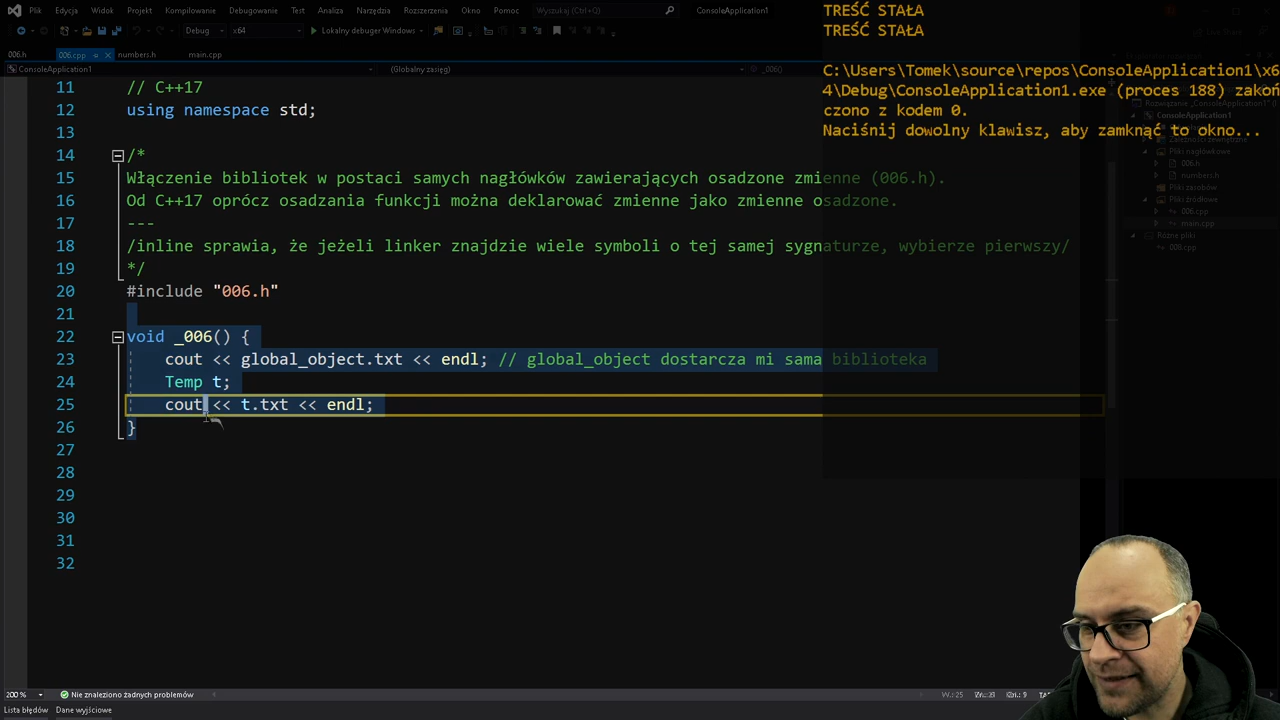 Plik Edycja Widok Projekt Kompilowanie Debugowanie Test Analiza Narzędzia Rozszerzenia Okno Pomoc Wyszukaj (Ctrl+Q) ConsoleApplication1
Debug x64 Lokalny debuger Windows
006.h 006.cpp numbers.h main.cpp
ConsoleApplication1 (Globalny zasięg) _006()
TREŚĆ STAŁA
TREŚĆ STAŁA
C:\Users\Tomek\source\repos\ConsoleApplication1\x6
4\Debug\ConsoleApplication1.exe (proces 188) zakoń
czono z kodem 0.
Naciśnij dowolny klawisz, aby zamknąć to okno...
11 // C++17
12 using namespace std;
13
14 /*
15 Włączenie bibliotek w postaci samych nagłówków zawierających osadzone zmienne (006.h).
16 Od C++17 oprócz osadzania funkcji można deklarować zmienne jako zmienne osadzone.
17 ---
18 /inline sprawia, że jeżeli linker znajdzie wiele symboli o tej samej sygnaturze, wybierze pierwszy/
19 */
20 #include "006.h"
21
22 void _006() {
23 cout << global_object.txt << endl; // global_object dostarcza mi sama biblioteka
24 Temp t;
25 cout << t.txt << endl;
26 }
27
28
29
30
31
32
Rozwiązanie „ConsoleApplication1"
ConsoleApplication1
Zależności zewnętrzne
Pliki nagłówkowe
006.h
numbers.h
Pliki zasobów
Pliki źródłowe
006.cpp
main.cpp
Różne pliki
006.cpp
200 % Nie znaleziono żadnych problemów
Lista błędów Dane wyjściowe